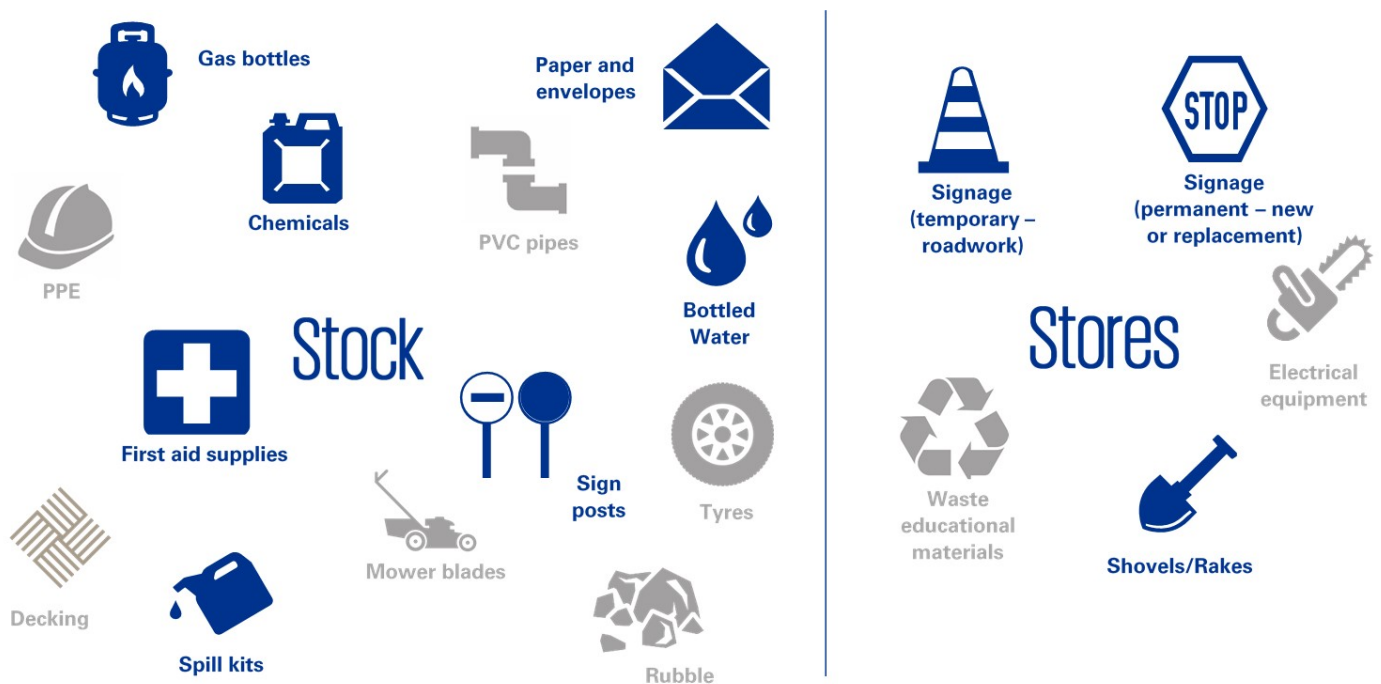 Gas bottles
Paper and
envelopes
Chemicals
PVC pipes
PPE
Bottled
Water
Stock
First aid supplies
Sign
posts
Tyres
Mower blades
Decking
Spill kits
Rubble
STOP
Signage
(temporary –
roadwork)
Signage
(permanent – new
or replacement)
Stores
Electrical
equipment
Waste
educational
materials
Shovels/Rakes